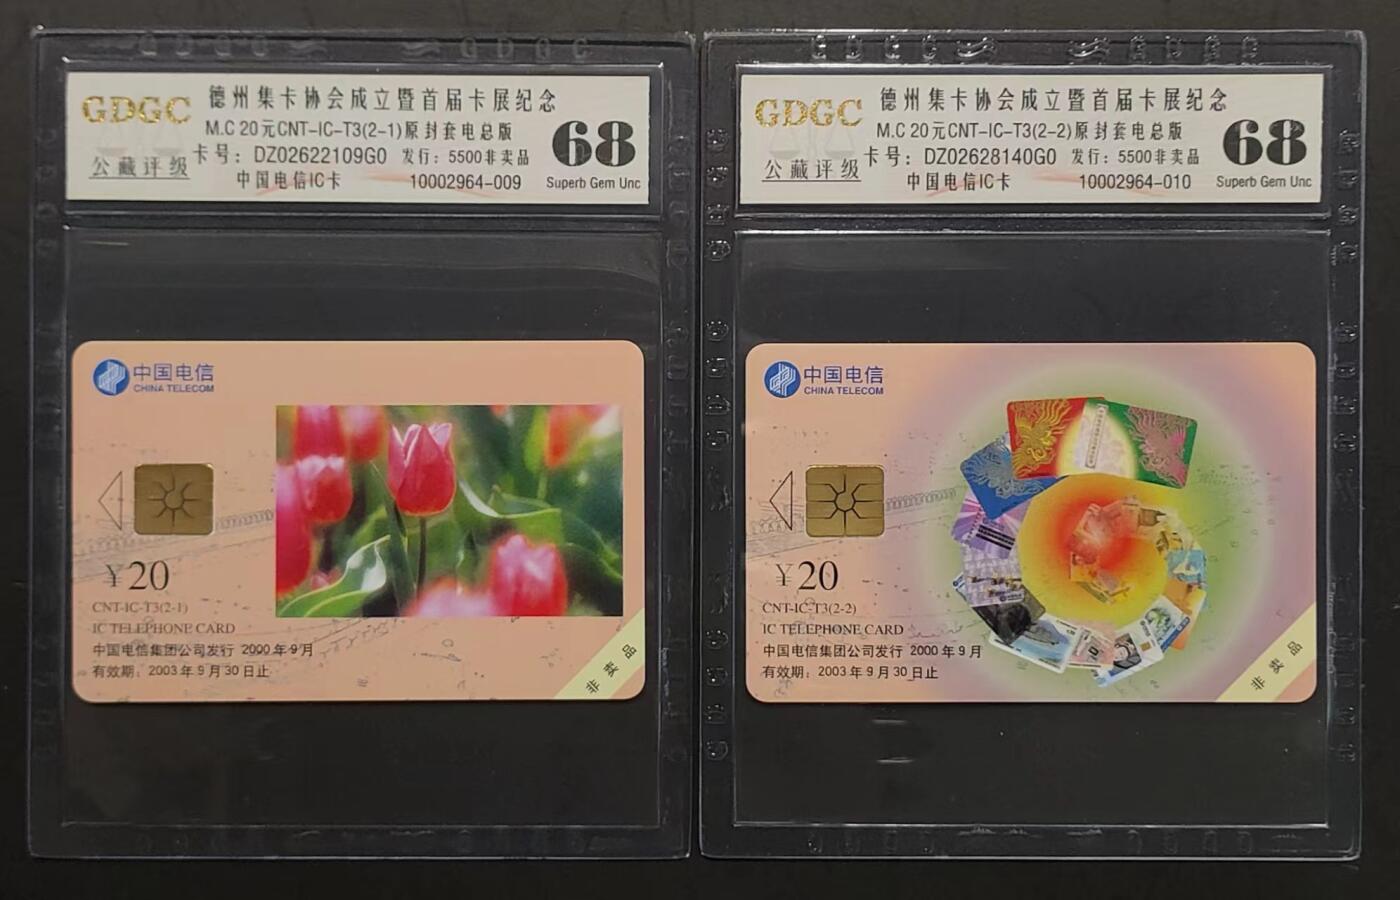 GDGC
公藏评级
德州集卡协会成立暨首届卡展纪念
M.C 20元CNT-IC-T3(2-1)原封套电总版
卡号：DZ02622109G0 发行：5500非卖品
中国电信IC卡 10002964-009
68
Superb Gem Unc
中国电信
CHINA TELECOM
¥20
CNT-IC-T3(2-1)
IC TELEPHONE CARD
中国电信集团公司发行 2000年9月
有效期：2003年9月30日止
非卖品
GDGC
公藏评级
德州集卡协会成立暨首届卡展纪念
M.C 20元CNT-IC-T3(2-2)原封套电总版
卡号：DZ02628140G0 发行：5500非卖品
中国电信IC卡 10002964-010
68
Superb Gem Unc
中国电信
CHINA TELECOM
¥20
CNT-IC-T3(2-2)
IC TELEPHONE CARD
中国电信集团公司发行 2000年9月
有效期：2003年9月30日止
非卖品